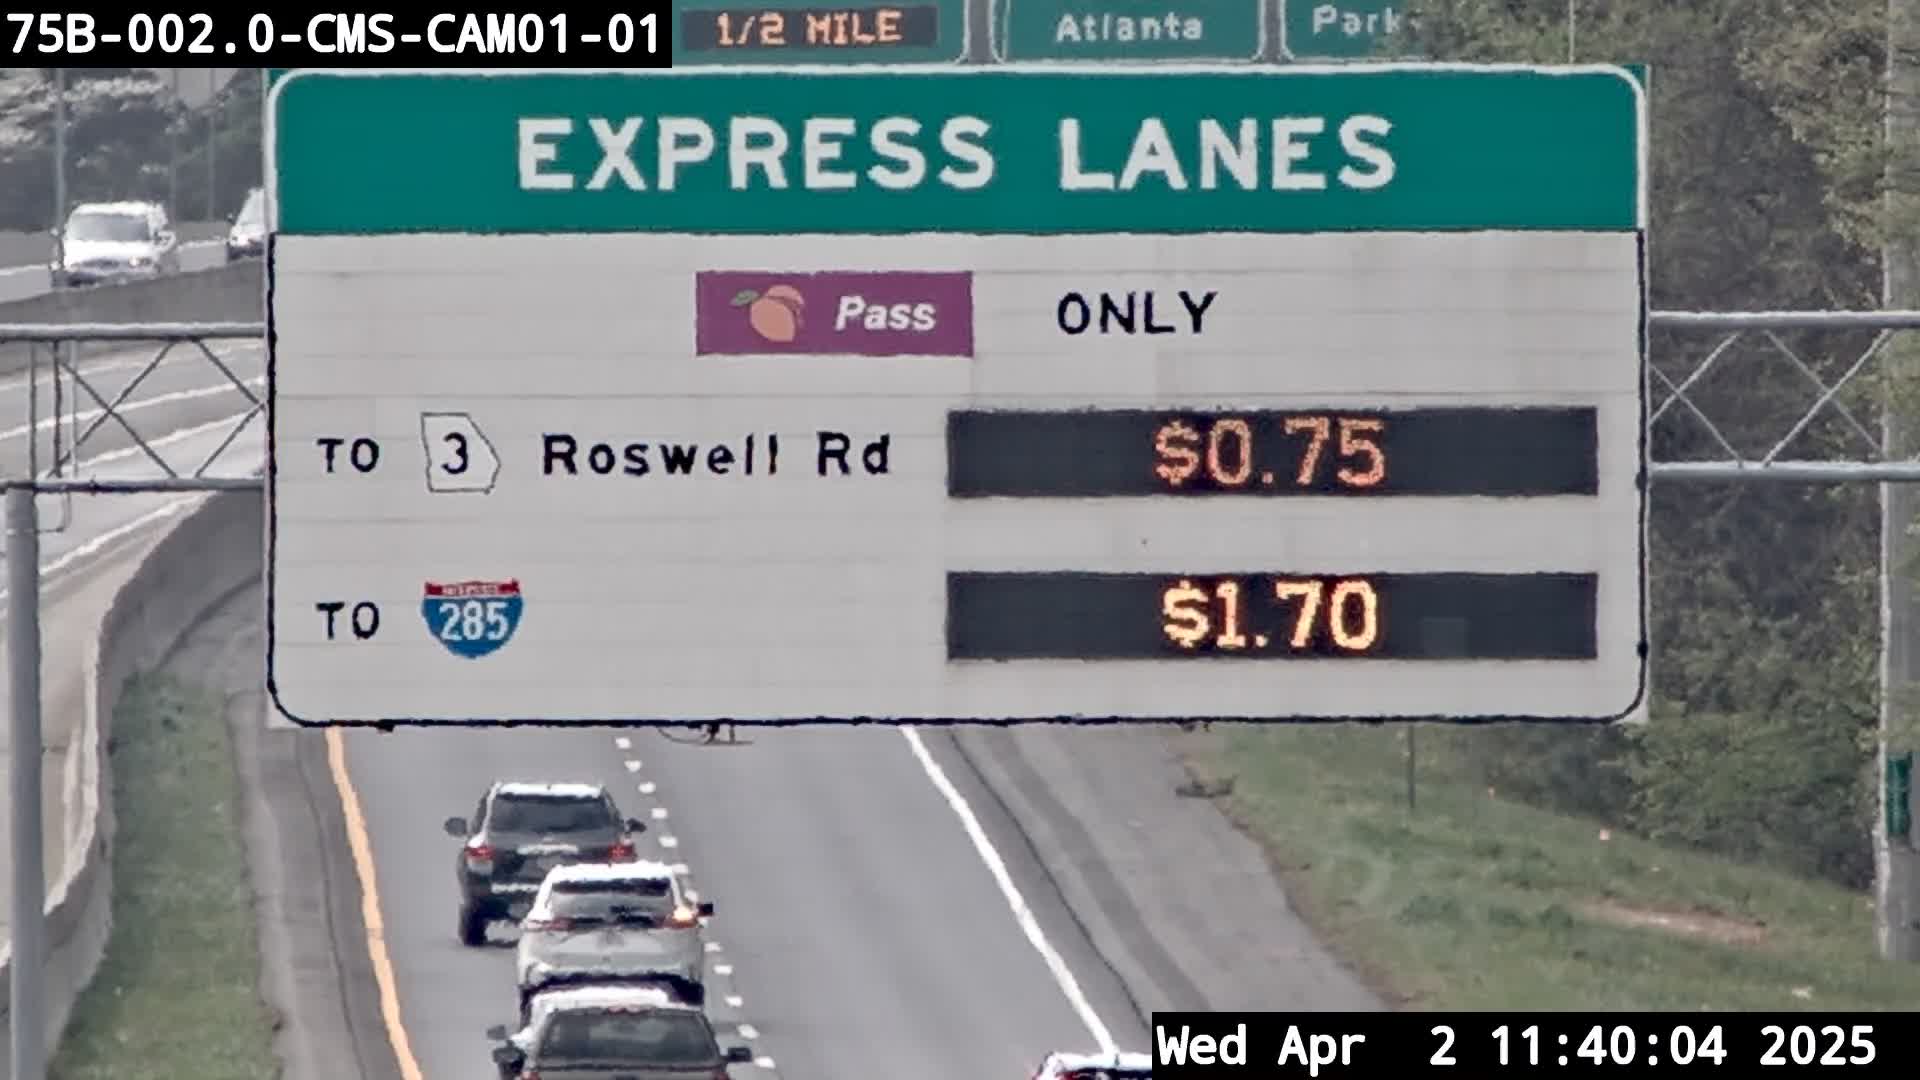 75B-002.0-CMS-CAM01-01
1/2 MILE
Atlanta
Park
EXPRESS LANES
Pass ONLY
TO 3 Roswell Rd $0.75
TO 285 $1.70
Wed Apr 2 11:40:04 2025